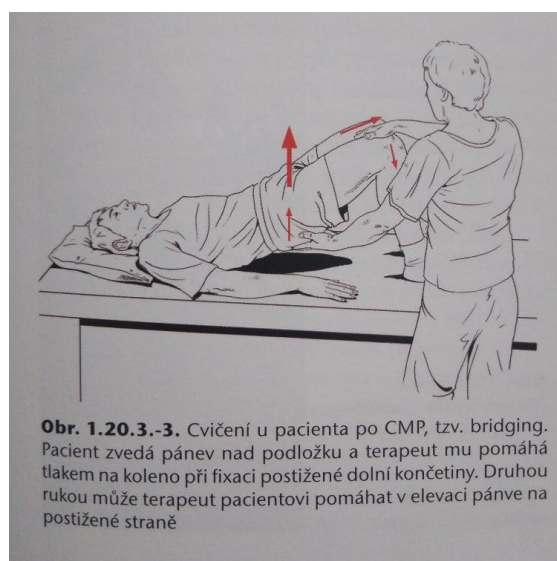 Obr. 1.20.3.-3. Cvičení u pacienta po CMP, tzv. bridging.
Pacient zvedá pánev nad podložku a terapeut mu pomáhá
tlakem na koleno při fixaci postižené dolní končetiny. Druhou
rukou může terapeut pacientovi pomáhat v elevaci pánve na
postižené straně